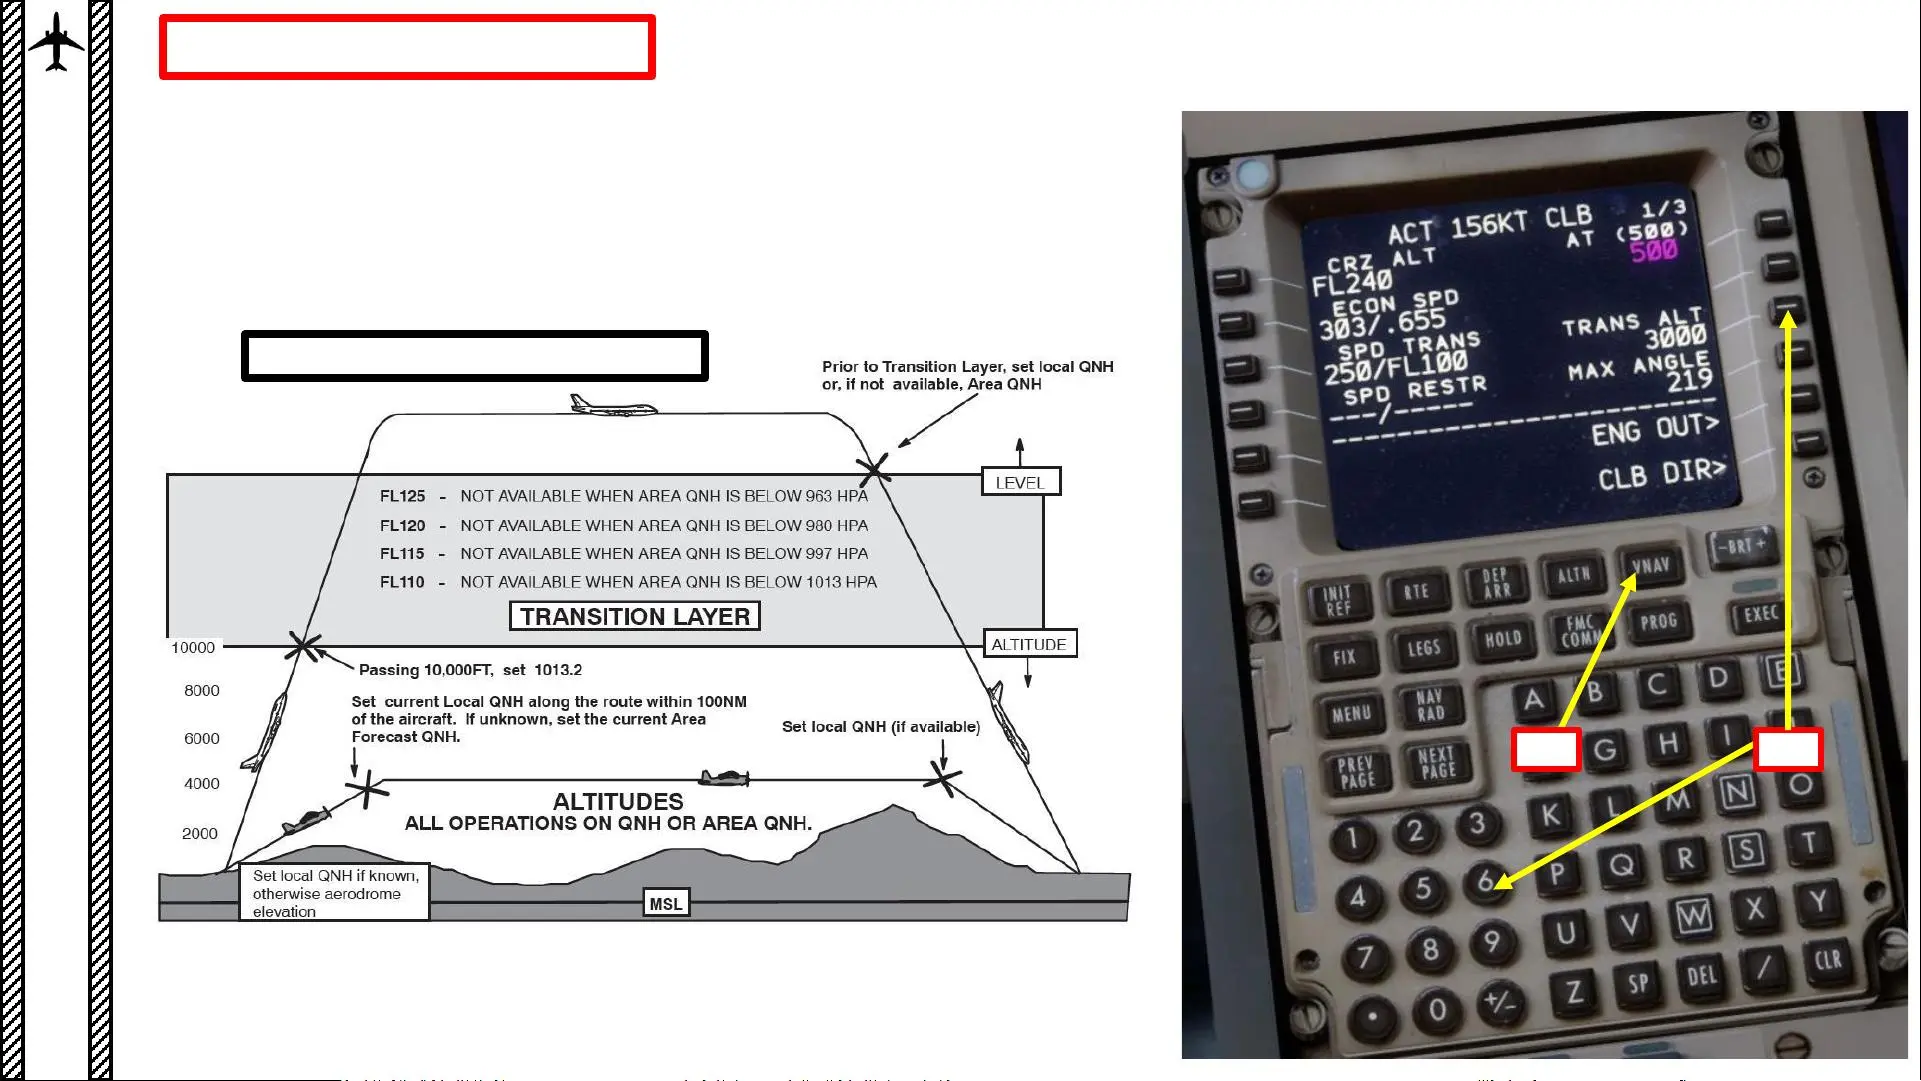 Prior to Transition Layer, set local QNH
or, if not available, Area QNH
LEVEL
FL125 - NOT AVAILABLE WHEN AREA QNH IS BELOW 963 HPA
FL120 - NOT AVAILABLE WHEN AREA QNH IS BELOW 980 HPA
FL115 - NOT AVAILABLE WHEN AREA QNH IS BELOW 997 HPA
FL110 - NOT AVAILABLE WHEN AREA QNH IS BELOW 1013 HPA
TRANSITION LAYER
10000
ALTITUDE
Passing 10,000FT, set 1013.2
8000
Set current Local QNH along the route within 100NM
of the aircraft. If unknown, set the current Area
Forecast QNH.
Set local QNH (if available)
6000
4000
ALTITUDES
ALL OPERATIONS ON QNH OR AREA QNH.
2000
Set local QNH if known,
otherwise aerodrome
elevation
MSL
ACT 156KT CLB 1/3
CRZ ALT AT (500)
FL240 500
ECON SPD
303/.655 TRANS ALT
SPD TRANS 3000
250/FL100 MAX ANGLE
SPD RESTR 219
---/-----
ENG OUT>
CLB DIR>
-BRT+
INIT REF
RTE
DEP ARR
ALTN
VNAV
FIX
LEGS
HOLD
FMC COMM
PROG
EXEC
MENU
NAV RAD
PREV PAGE
NEXT PAGE
A B C D E
G H I
K L M N O
P Q R S T
U V W X Y
Z SP DEL / CLR
1 2 3
4 5 6
7 8 9
. 0 +/-